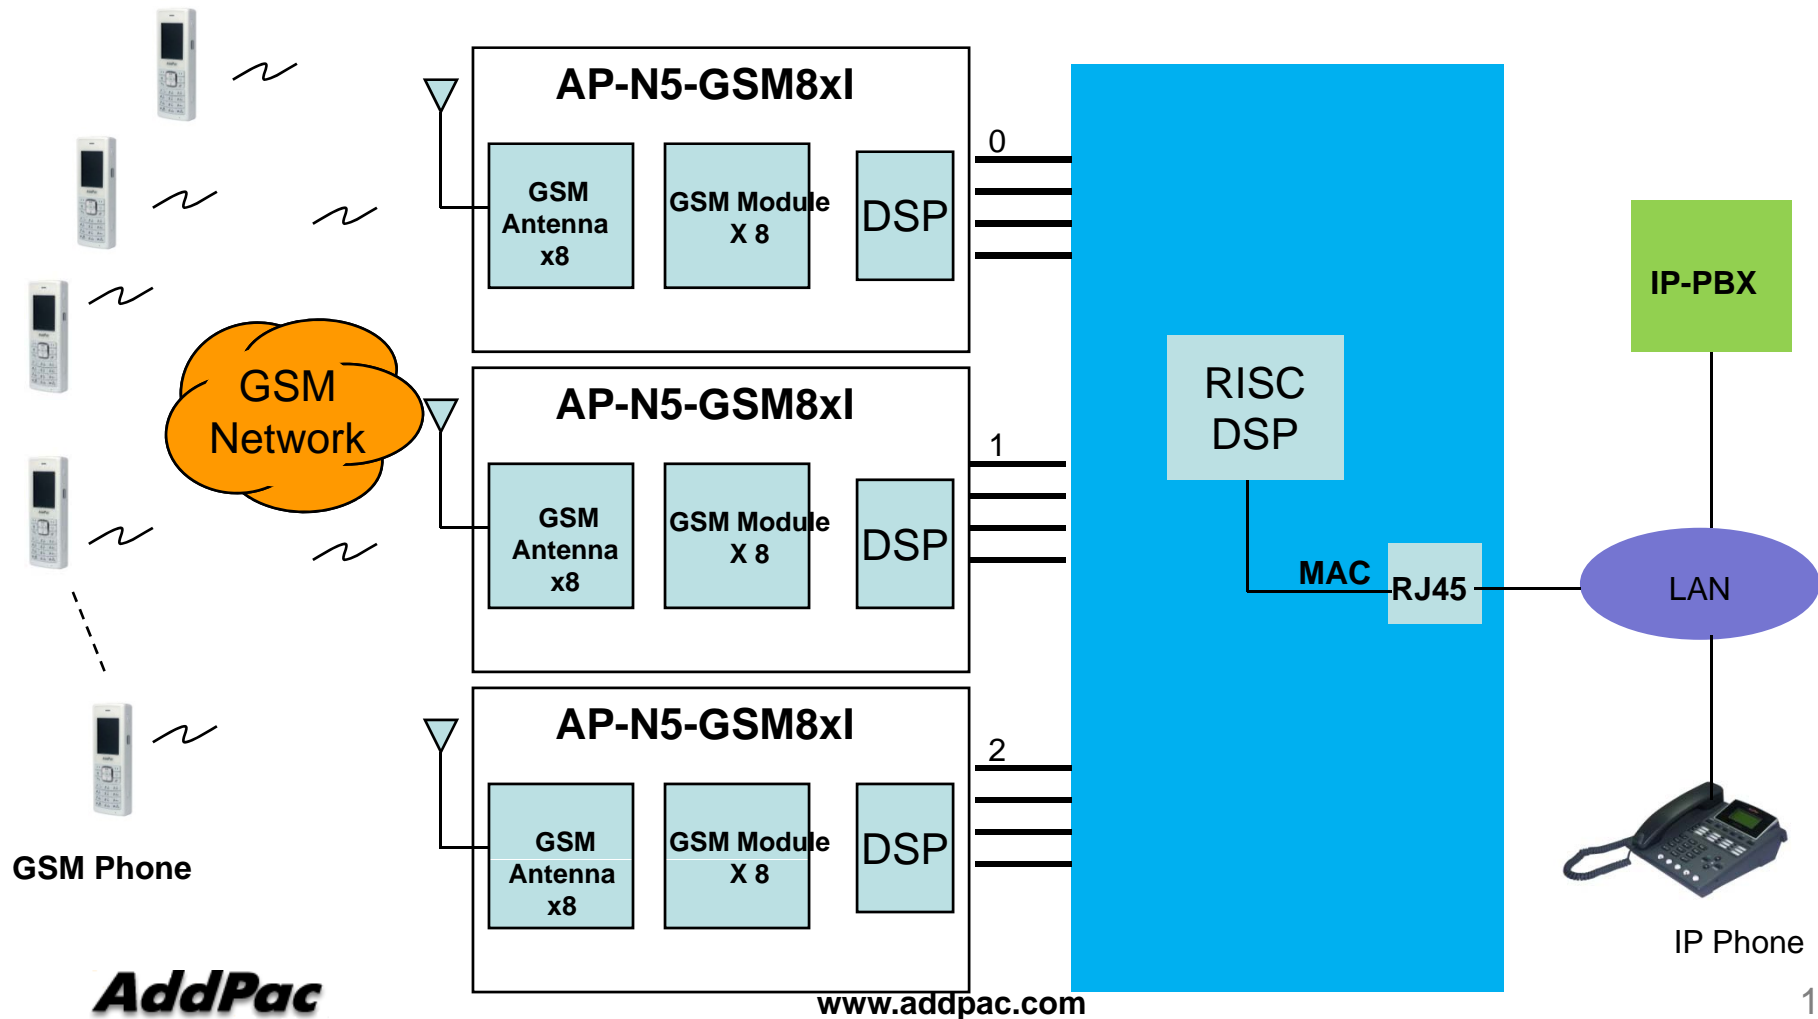 AP-N5-GSM8xI
GSM
Antenna
x8
GSM Module
X 8
DSP
0
AP-N5-GSM8xI
GSM
Antenna
x8
GSM Module
X 8
DSP
1
AP-N5-GSM8xI
GSM
Antenna
x8
GSM Module
X 8
DSP
2
GSM
Network
GSM Phone
RISC
DSP
MAC
RJ45
IP-PBX
LAN
IP Phone
AddPac
www.addpac.com
1